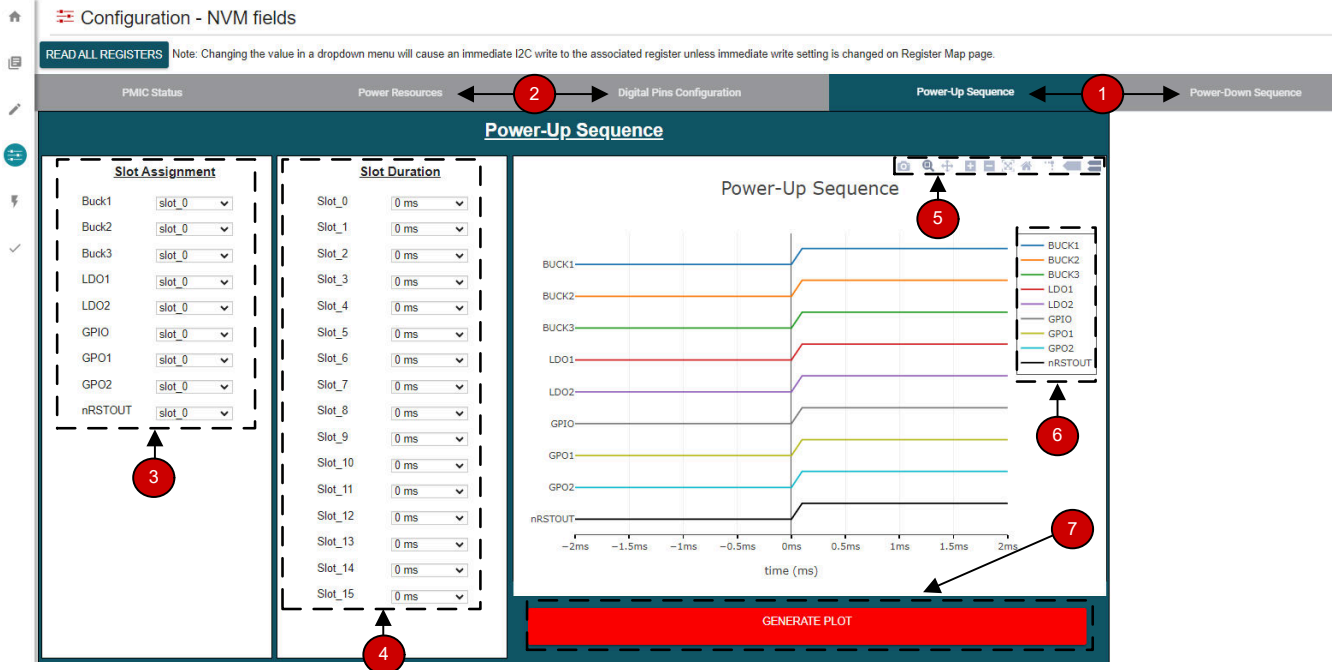 Configuration - NVM fields
READ ALL REGISTERS Note: Changing the value in a dropdown menu will cause an immediate I2C write to the associated register unless immediate write setting is changed on Register Map page.
PMIC Status Power Resources 2 Digital Pins Configuration Power-Up Sequence 1 Power-Down Sequence
Power-Up Sequence
Slot Assignment
Buck1 slot_0
Buck2 slot_0
Buck3 slot_0
LDO1 slot_0
LDO2 slot_0
GPIO slot_0
GPO1 slot_0
GPO2 slot_0
nRSTOUT slot_0
3
Slot Duration
Slot_0 0 ms
Slot_1 0 ms
Slot_2 0 ms
Slot_3 0 ms
Slot_4 0 ms
Slot_5 0 ms
Slot_6 0 ms
Slot_7 0 ms
Slot_8 0 ms
Slot_9 0 ms
Slot_10 0 ms
Slot_11 0 ms
Slot_12 0 ms
Slot_13 0 ms
Slot_14 0 ms
Slot_15 0 ms
4
Power-Up Sequence
5
BUCK1
BUCK2
BUCK3
LDO1
LDO2
GPIO
GPO1
GPO2
nRSTOUT
−2ms −1.5ms −1ms −0.5ms 0ms 0.5ms 1ms 1.5ms 2ms
time (ms)
BUCK1
BUCK2
BUCK3
LDO1
LDO2
GPIO
GPO1
GPO2
nRSTOUT
6
7
GENERATE PLOT